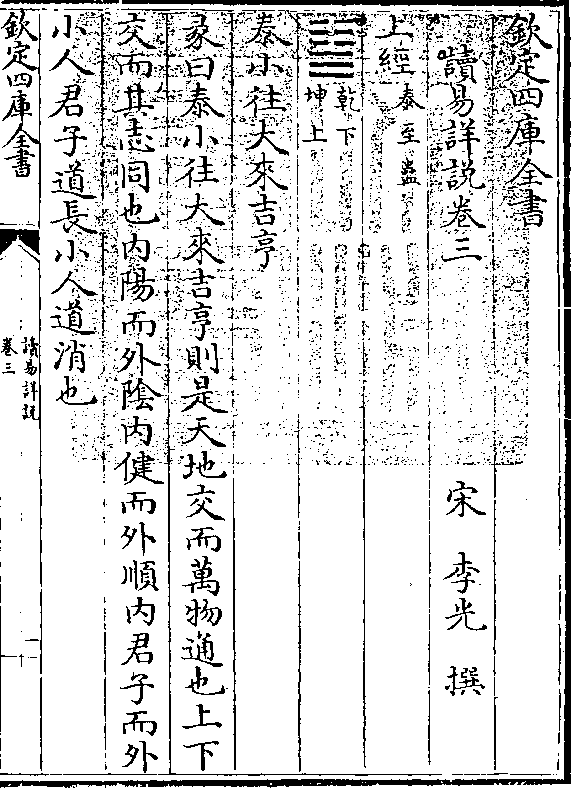 欽定四庫全書
讀易詳說卷三
宋 李光 撰
上經 泰至蠱
乾下
坤上
泰小往大來吉亨
彖曰泰小往大來吉亨則是天地交而萬物通也上下
交而其志同也内陽而外陰内健而外順内君子而外
小人君子道長小人道消也
欽定四庫全書
讀易詳說
卷三
一